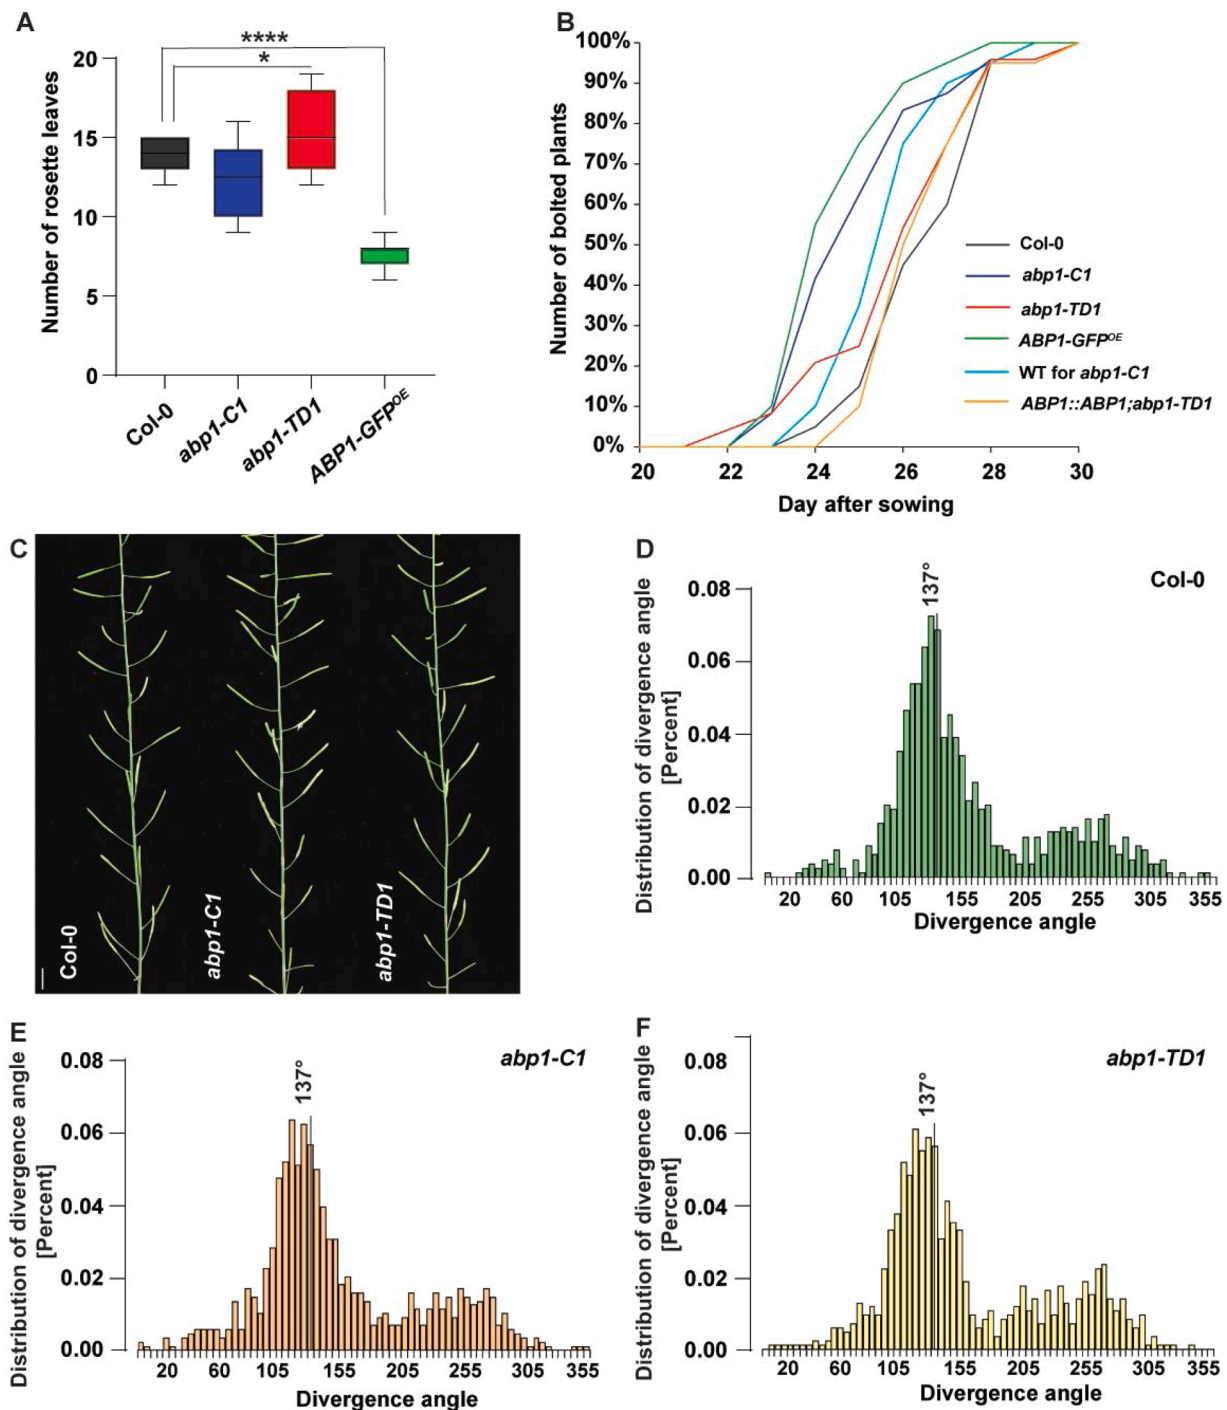 A
****
*
20
15
10
5
0
Number of rosette leaves
Col-0
abp1-C1
abp1-TD1
ABP1-GFPOE
B
100%
90%
80%
70%
60%
50%
40%
30%
20%
10%
0%
Number of bolted plants
20 22 24 26 28 30
Day after sowing
Col-0
abp1-C1
abp1-TD1
ABP1-GFPOE
WT for abp1-C1
ABP1::ABP1;abp1-TD1
C
Col-0
abp1-C1
abp1-TD1
D
Col-0
137°
0.08
0.06
0.04
0.02
0.00
Distribution of divergence angle
[Percent]
20 60 105 155 205 255 305 355
Divergence angle
E
abp1-C1
137°
0.08
0.06
0.04
0.02
0.00
Distribution of divergence angle
[Percent]
20 60 105 155 205 255 305 355
Divergence angle
F
abp1-TD1
137°
0.08
0.06
0.04
0.02
0.00
Distribution of divergence angle
[Percent]
20 60 105 155 205 255 305 355
Divergence angle